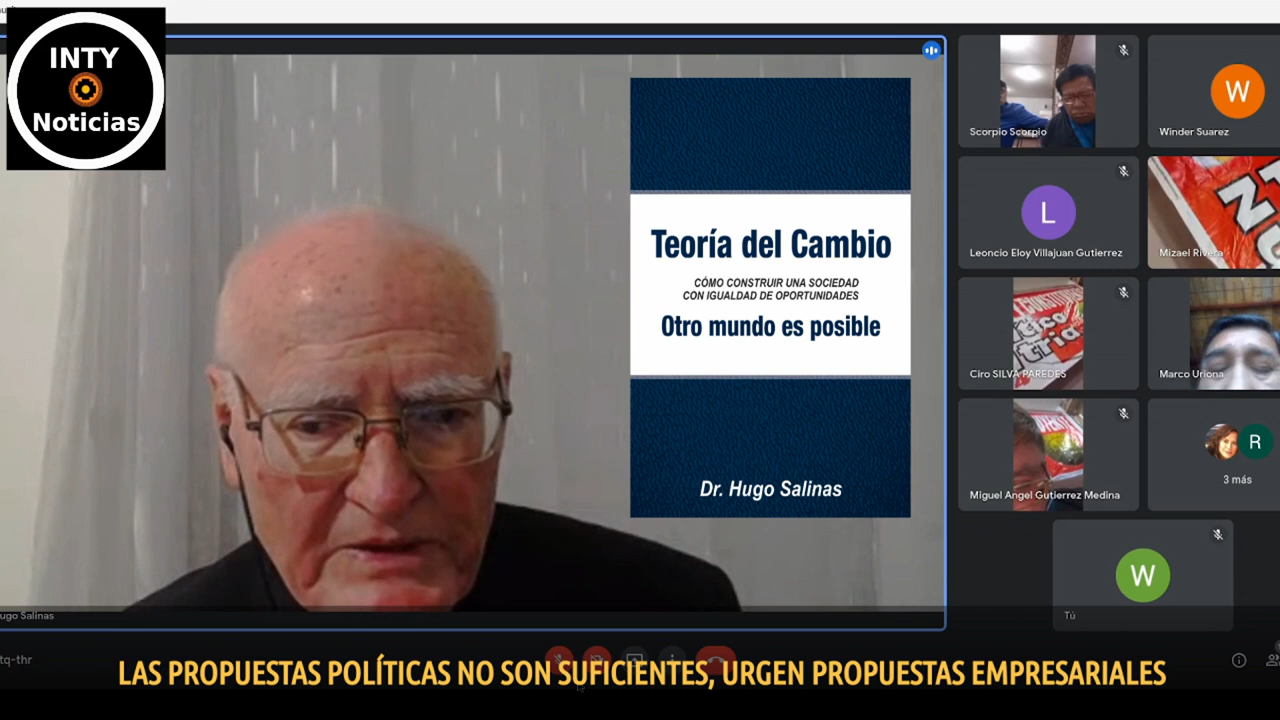 INTY
Noticias
Teoría del Cambio
CÓMO CONSTRUIR UNA SOCIEDAD
CON IGUALDAD DE OPORTUNIDADES
Otro mundo es posible
Dr. Hugo Salinas
ugo Salinas
tq-thr
Scorpio Scorpio
W
Winder Suarez
L
Leoncio Eloy Villajuan Gutierrez
Mizael Rivera
Ciro SILVA PAREDES
Marco Uriona
Miguel Angel Gutierrez Medina
R
3 más
W
Tú
LAS PROPUESTAS POLÍTICAS NO SON SUFICIENTES, URGEN PROPUESTAS EMPRESARIALES